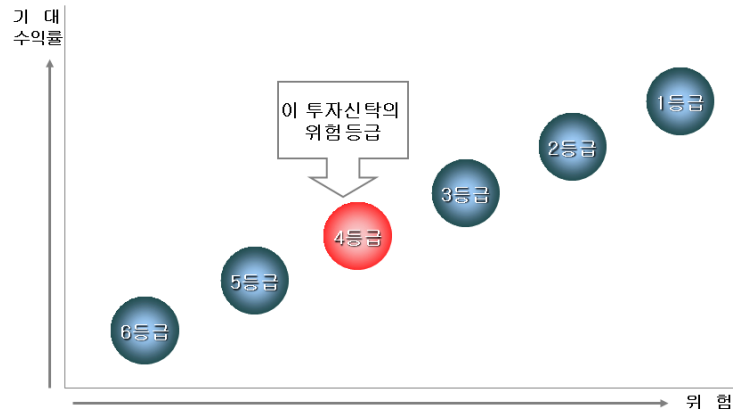 기 대
수익률
이 투자신탁의
위험등급
1등급
2등급
3등급
4등급
5등급
6등급
위 험